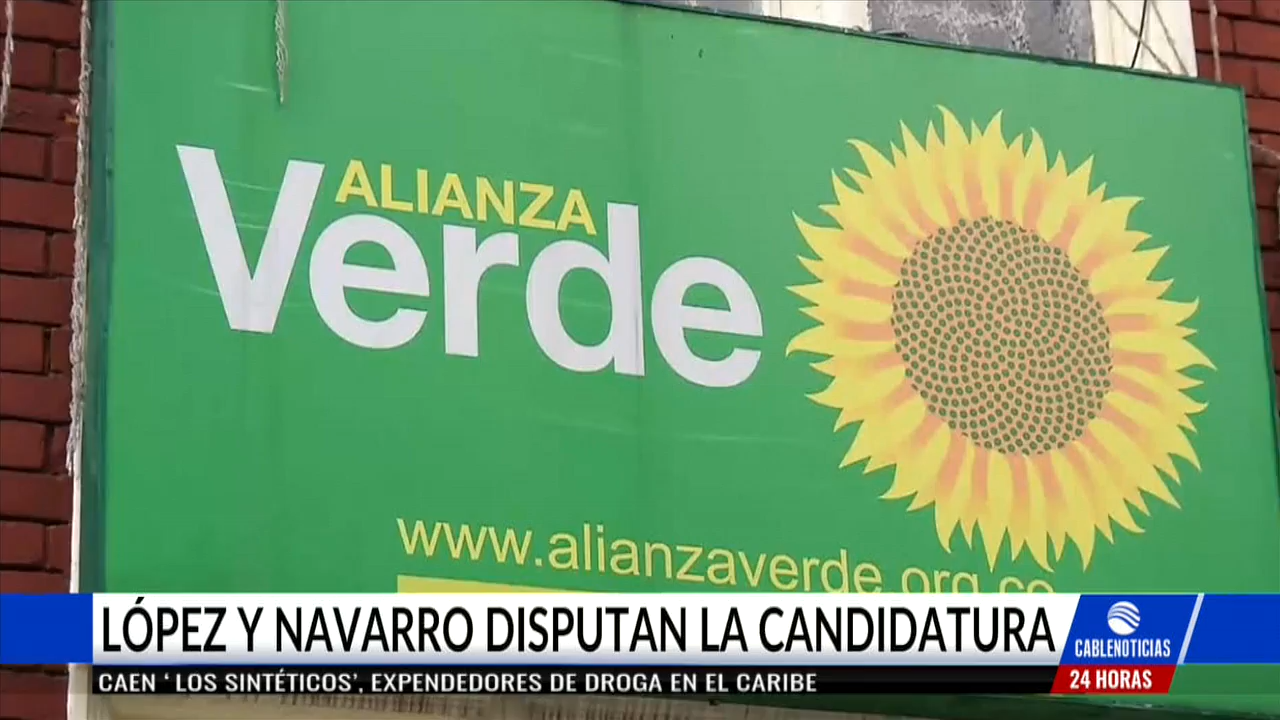 ALIANZA
Verde
www.alianzaverde.org.co
LÓPEZ Y NAVARRO DISPUTAN LA CANDIDATURA
CABLENOTICIAS
24 HORAS
CAEN ‘ LOS SINTÉTICOS’, EXPENDEDORES DE DROGA EN EL CARIBE